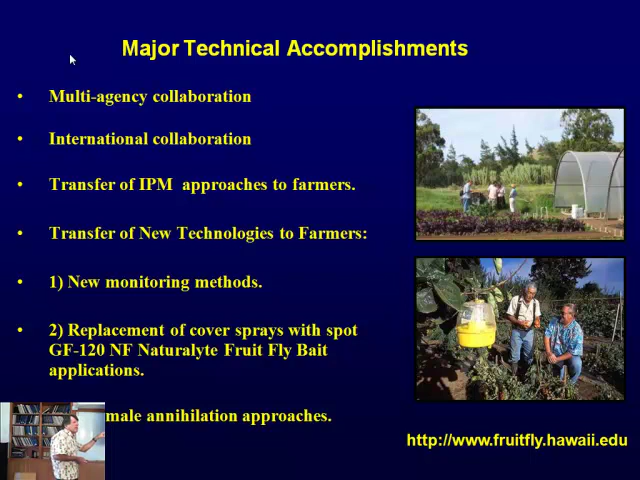 Major Technical Accomplishments
• Multi-agency collaboration
• International collaboration
• Transfer of IPM approaches to farmers.
• Transfer of New Technologies to Farmers:
• 1) New monitoring methods.
• 2) Replacement of cover sprays with spot
GF-120 NF Naturalyte Fruit Fly Bait
applications.
male annihilation approaches.
http://www.fruitfly.hawaii.edu